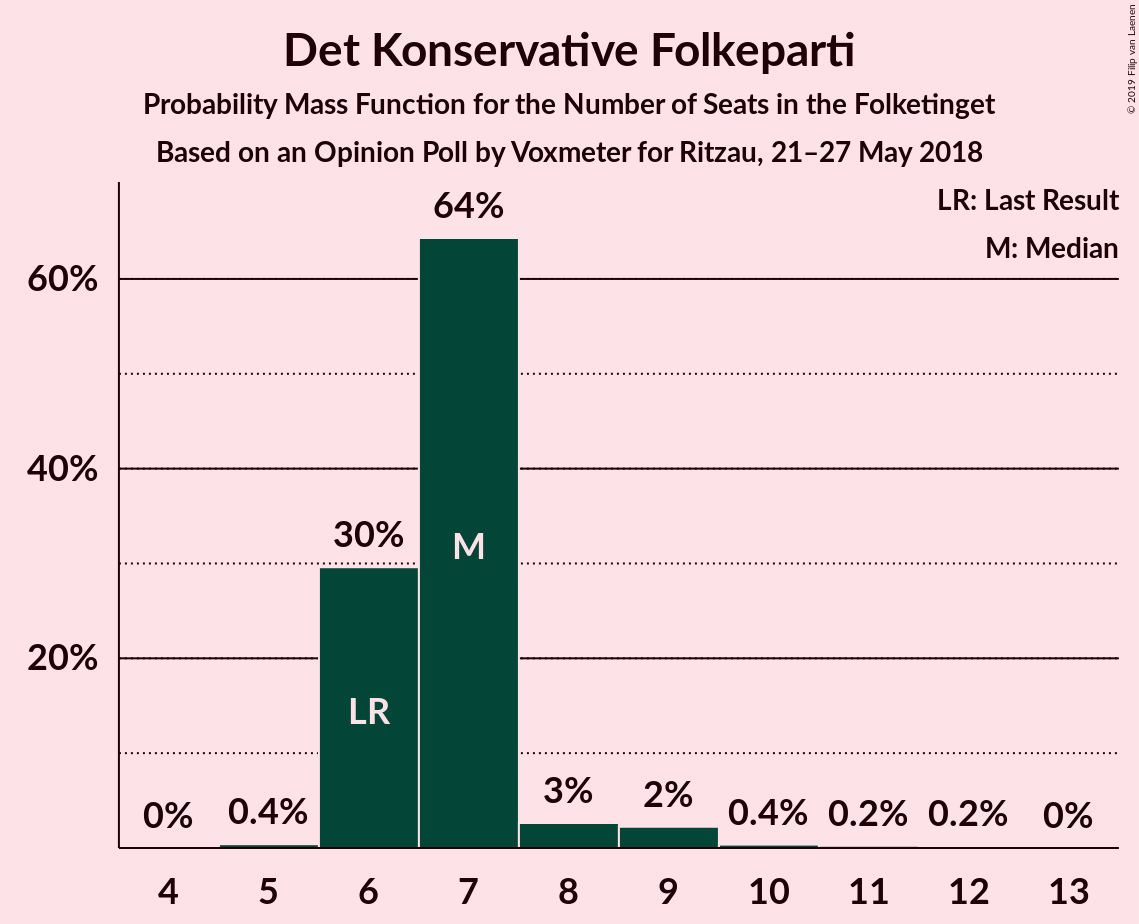 Det Konservative Folkeparti
Probability Mass Function for the Number of Seats in the Folketinget
Based on an Opinion Poll by Voxmeter for Ritzau, 21–27 May 2018
© 2019 Filip van Laenen
LR: Last Result
M: Median
60%
40%
20%
0%
0.4%
30%
64%
3%
2%
0.4%
0.2%
0.2%
0%
LR
M
4 5 6 7 8 9 10 11 12 13